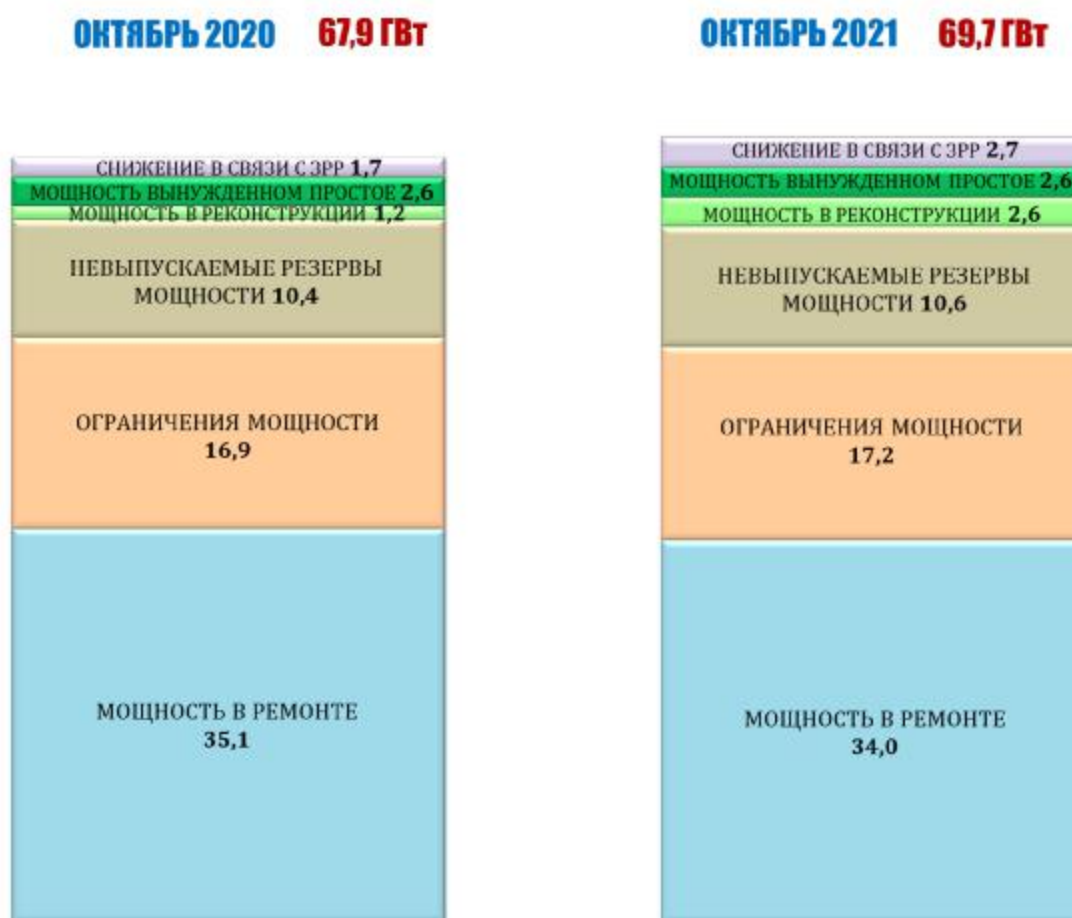 ОКТЯБРЬ 2020 67,9 ГВт
СНИЖЕНИЕ В СВЯЗИ С ЗРР 1,7
МОЩНОСТЬ ВЫНУЖДЕННОМ ПРОСТОЕ 2,6
МОЩНОСТЬ В РЕКОНСТРУКЦИИ 1,2
НЕВЫПУСКАЕМЫЕ РЕЗЕРВЫ
МОЩНОСТИ 10,4
ОГРАНИЧЕНИЯ МОЩНОСТИ
16,9
МОЩНОСТЬ В РЕМОНТЕ
35,1
ОКТЯБРЬ 2021 69,7 ГВт
СНИЖЕНИЕ В СВЯЗИ С ЗРР 2,7
МОЩНОСТЬ ВЫНУЖДЕННОМ ПРОСТОЕ 2,6
МОЩНОСТЬ В РЕКОНСТРУКЦИИ 2,6
НЕВЫПУСКАЕМЫЕ РЕЗЕРВЫ
МОЩНОСТИ 10,6
ОГРАНИЧЕНИЯ МОЩНОСТИ
17,2
МОЩНОСТЬ В РЕМОНТЕ
34,0